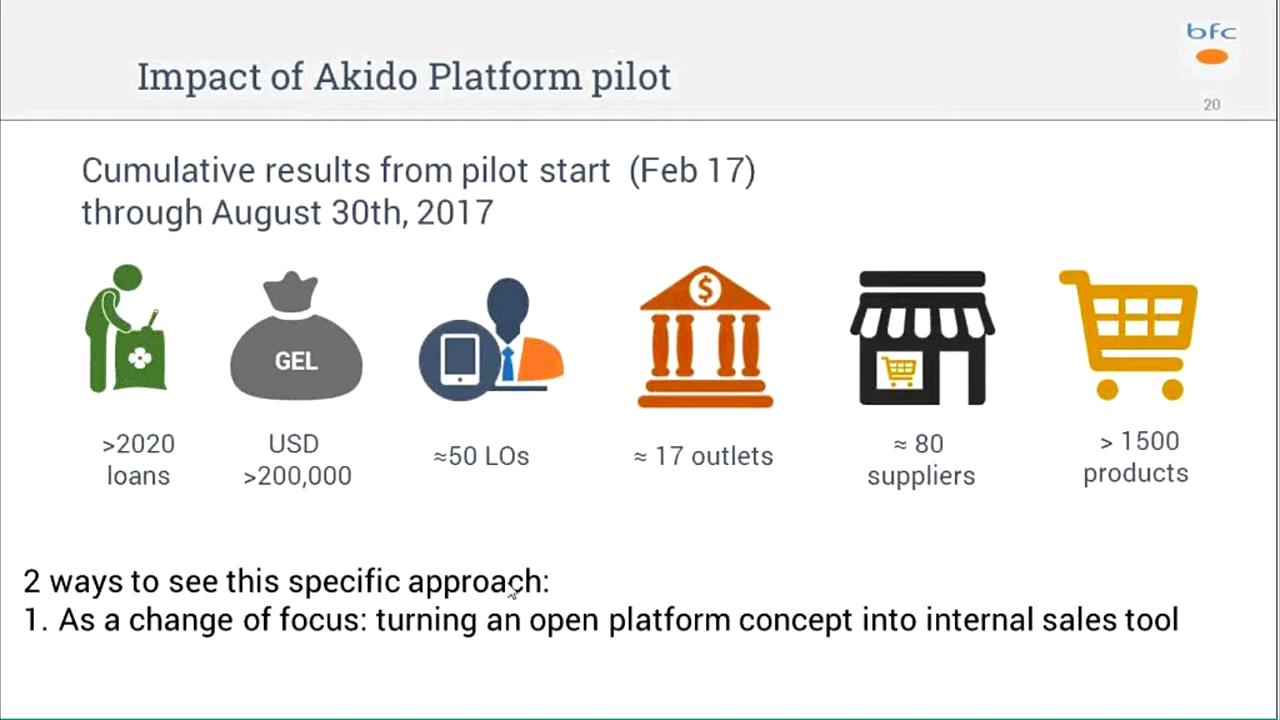 bfc
Impact of Akido Platform pilot
20
Cumulative results from pilot start (Feb 17)
through August 30th, 2017
GEL
$
>2020
loans
USD
>200,000
≈50 LOs
≈ 17 outlets
≈ 80
suppliers
> 1500
products
2 ways to see this specific approach:
1. As a change of focus: turning an open platform concept into internal sales tool